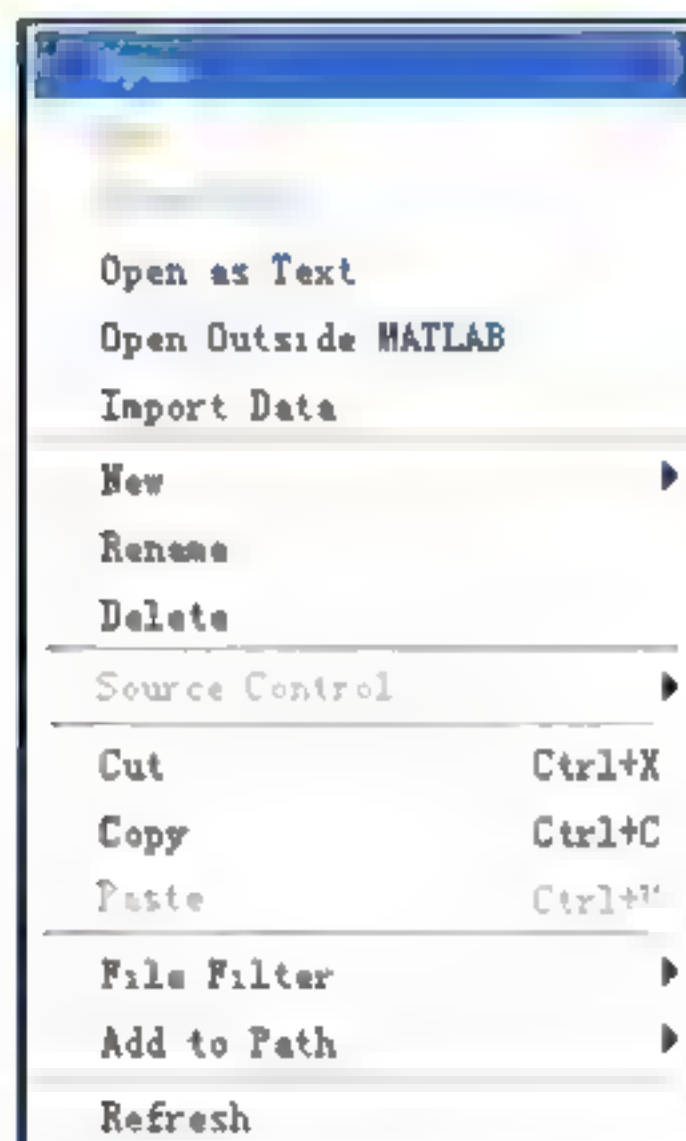 Open as Text
Open Outside MATLAB
Import Data
New
Rename
Delete
Source Control
Cut Ctrl+X
Copy Ctrl+C
Paste
File Filter
Add to Path
Refresh